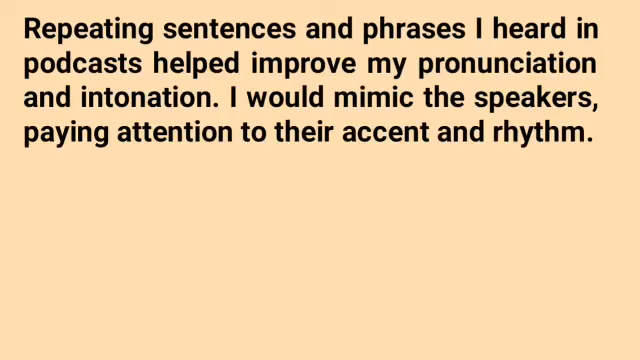 Repeating sentences and phrases I heard in
podcasts helped improve my pronunciation
and intonation. I would mimic the speakers,
paying attention to their accent and rhythm.